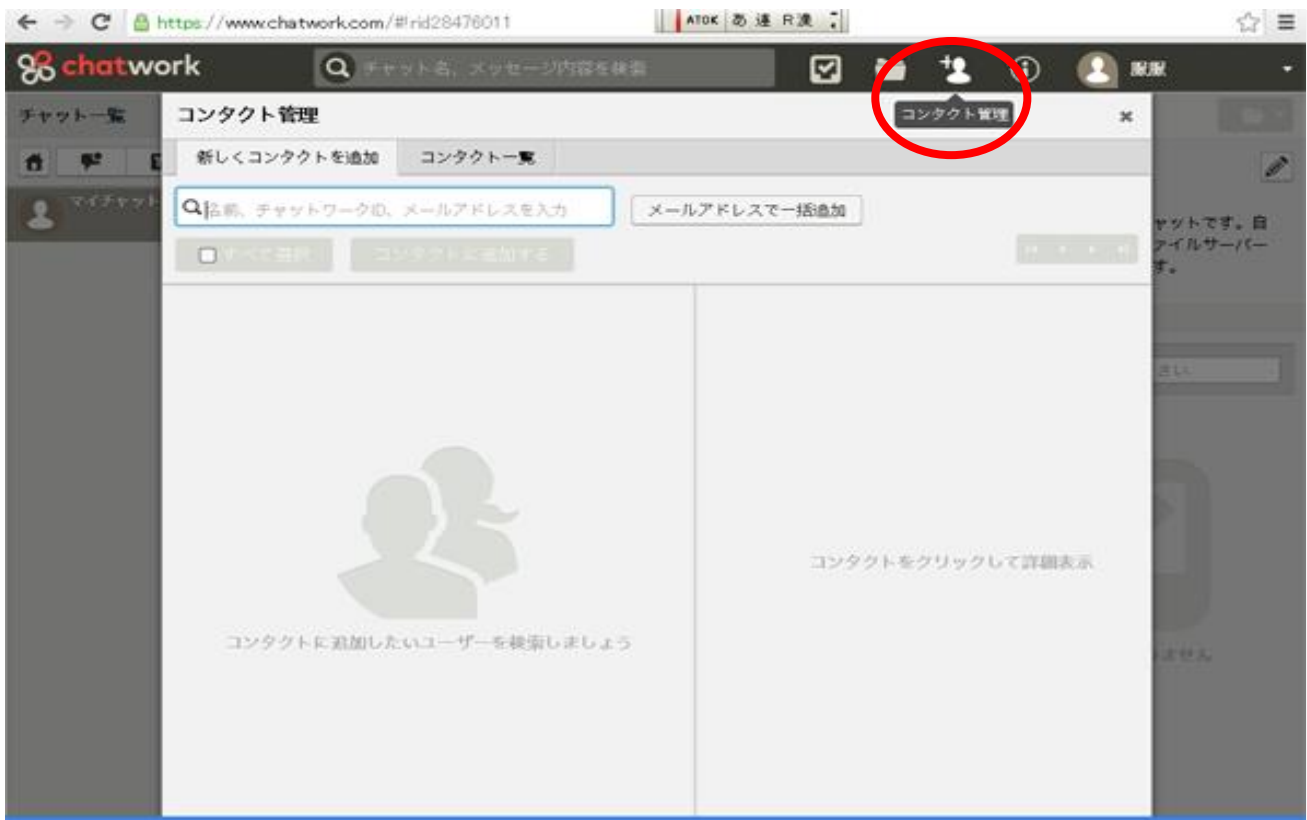 https://www.chatwork.com/#!rid28476011
ATOK あ 連 R漢
chatwork
チャット名、メッセージ内容を検索
コンタクト管理
チャット一覧
コンタクト管理
新しくコンタクトを追加
コンタクト一覧
マイチャット
名前、チャットワークID、メールアドレスを入力
メールアドレスで一括追加
すべて選択
コンタクトに追加する
ャットです。自
ァイルサーバー
す。
さい
コンタクトをクリックして詳細表示
コンタクトに追加したいユーザーを検索しましょう
ません